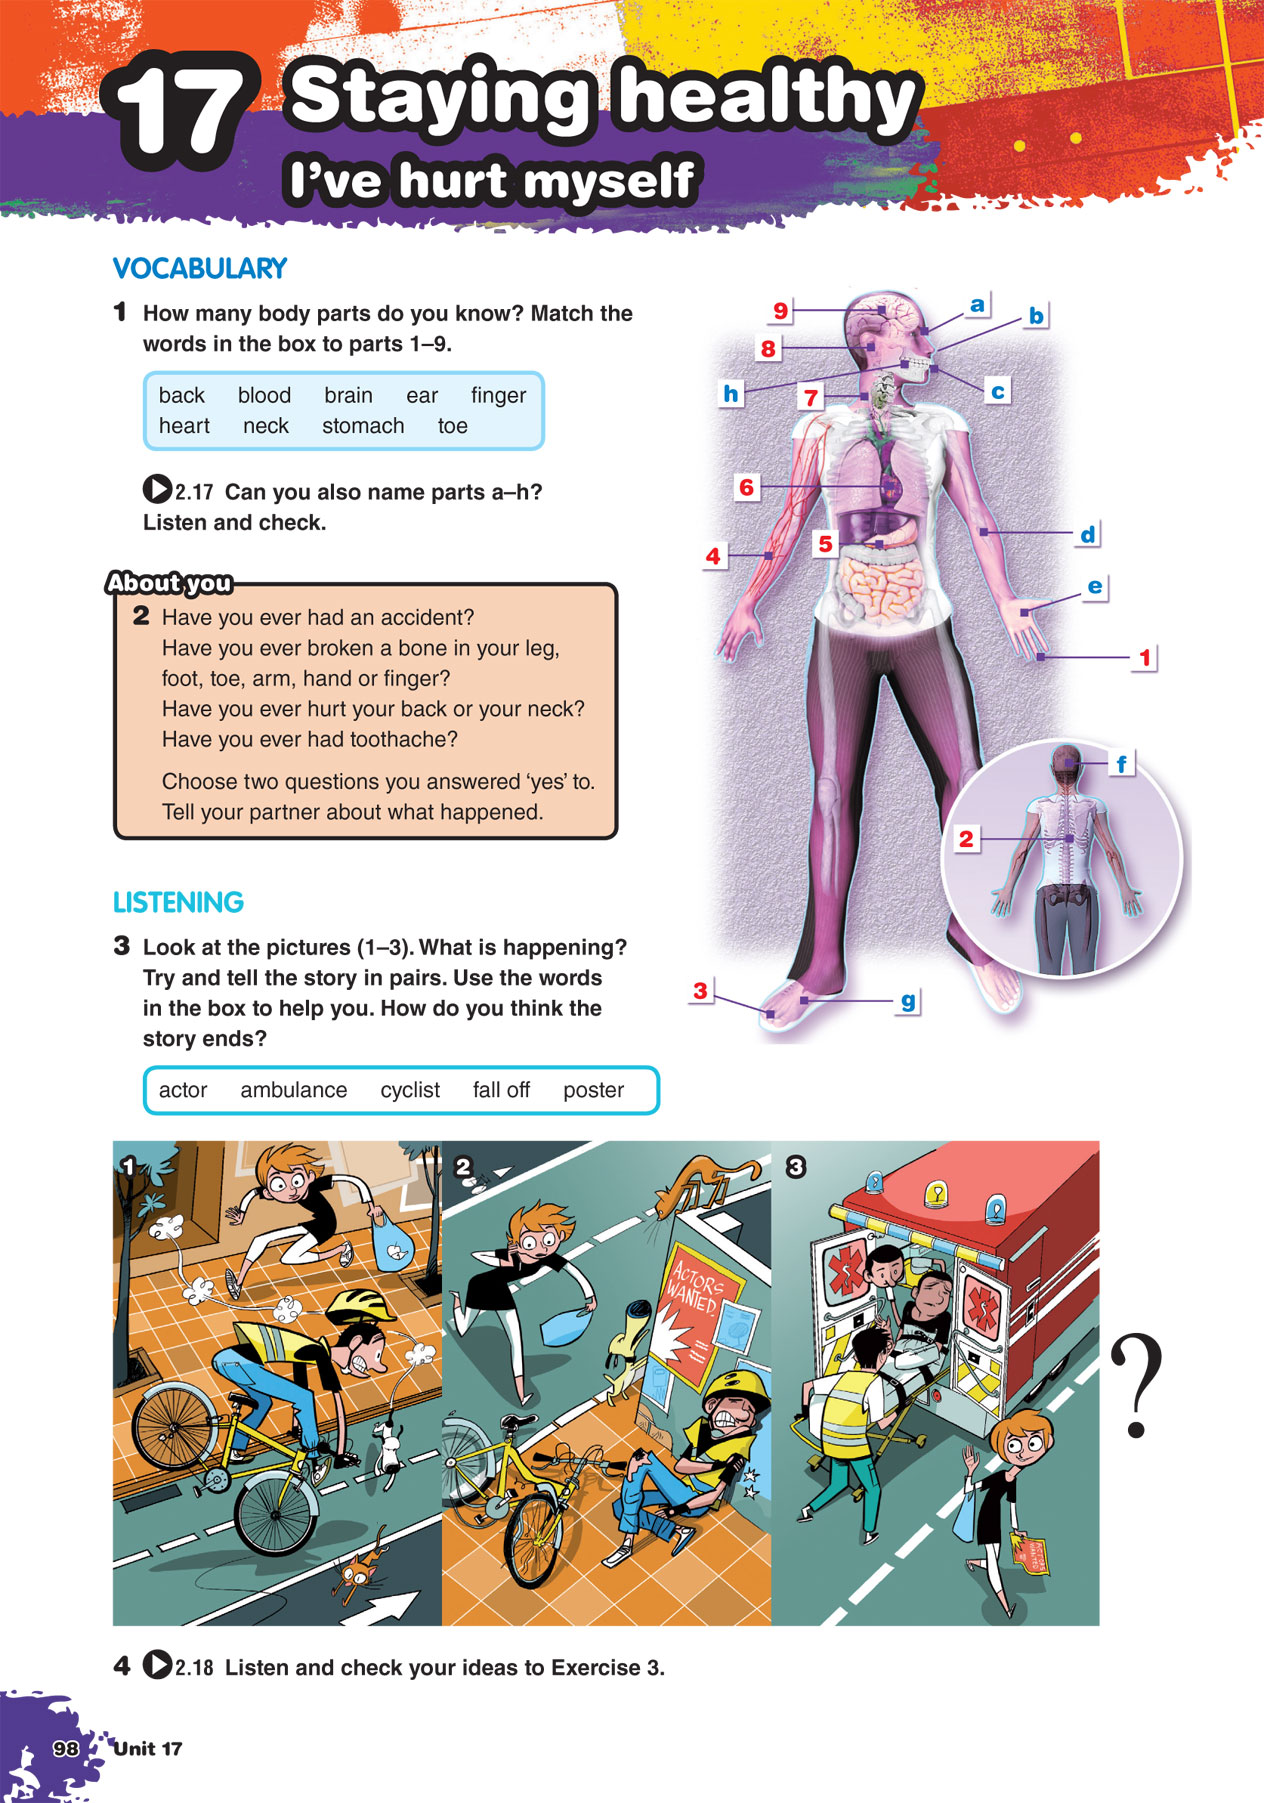 17 Staying healthy
I've hurt myself
VOCABULARY
1 How many body parts do you know? Match the
words in the box to parts 1–9.
back blood brain ear finger
heart neck stomach toe
2.17 Can you also name parts a–h?
Listen and check.
About you
2 Have you ever had an accident?
Have you ever broken a bone in your leg,
foot, toe, arm, hand or finger?
Have you ever hurt your back or your neck?
Have you ever had toothache?
Choose two questions you answered 'yes' to.
Tell your partner about what happened.
9
a
b
8
h
7
c
6
4
5
d
e
1
f
2
3
g
LISTENING
3 Look at the pictures (1–3). What is happening?
Try and tell the story in pairs. Use the words
in the box to help you. How do you think the
story ends?
actor ambulance cyclist fall off poster
1
2
ACTORS
WANTED
3
?
4 2.18 Listen and check your ideas to Exercise 3.
98 Unit 17